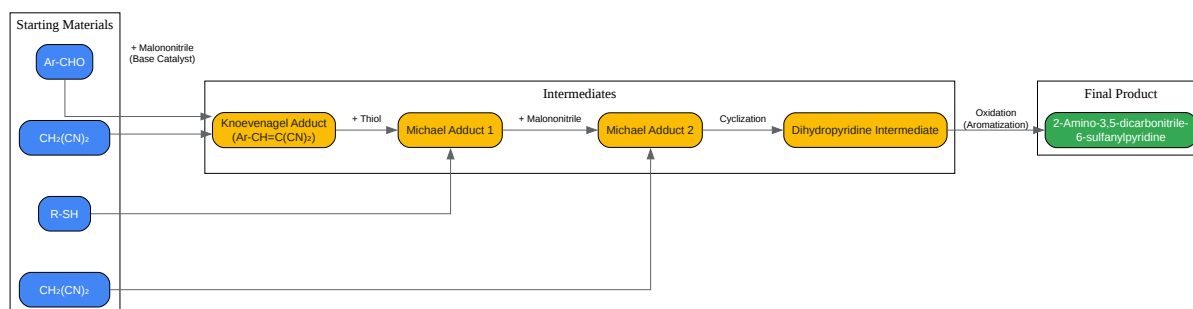 Starting Materials
Ar-CHO
+ Malononitrile
(Base Catalyst)
CH₂(CN)₂
R-SH
CH₂(CN)₂
Intermediates
Knoevenagel Adduct
(Ar-CH=C(CN)₂)
+ Thiol
Michael Adduct 1
+ Malononitrile
Michael Adduct 2
Cyclization
Dihydropyridine Intermediate
Oxidation
(Aromatization)
Final Product
2-Amino-3,5-dicarbonitrile-
6-sulfanylpyridine